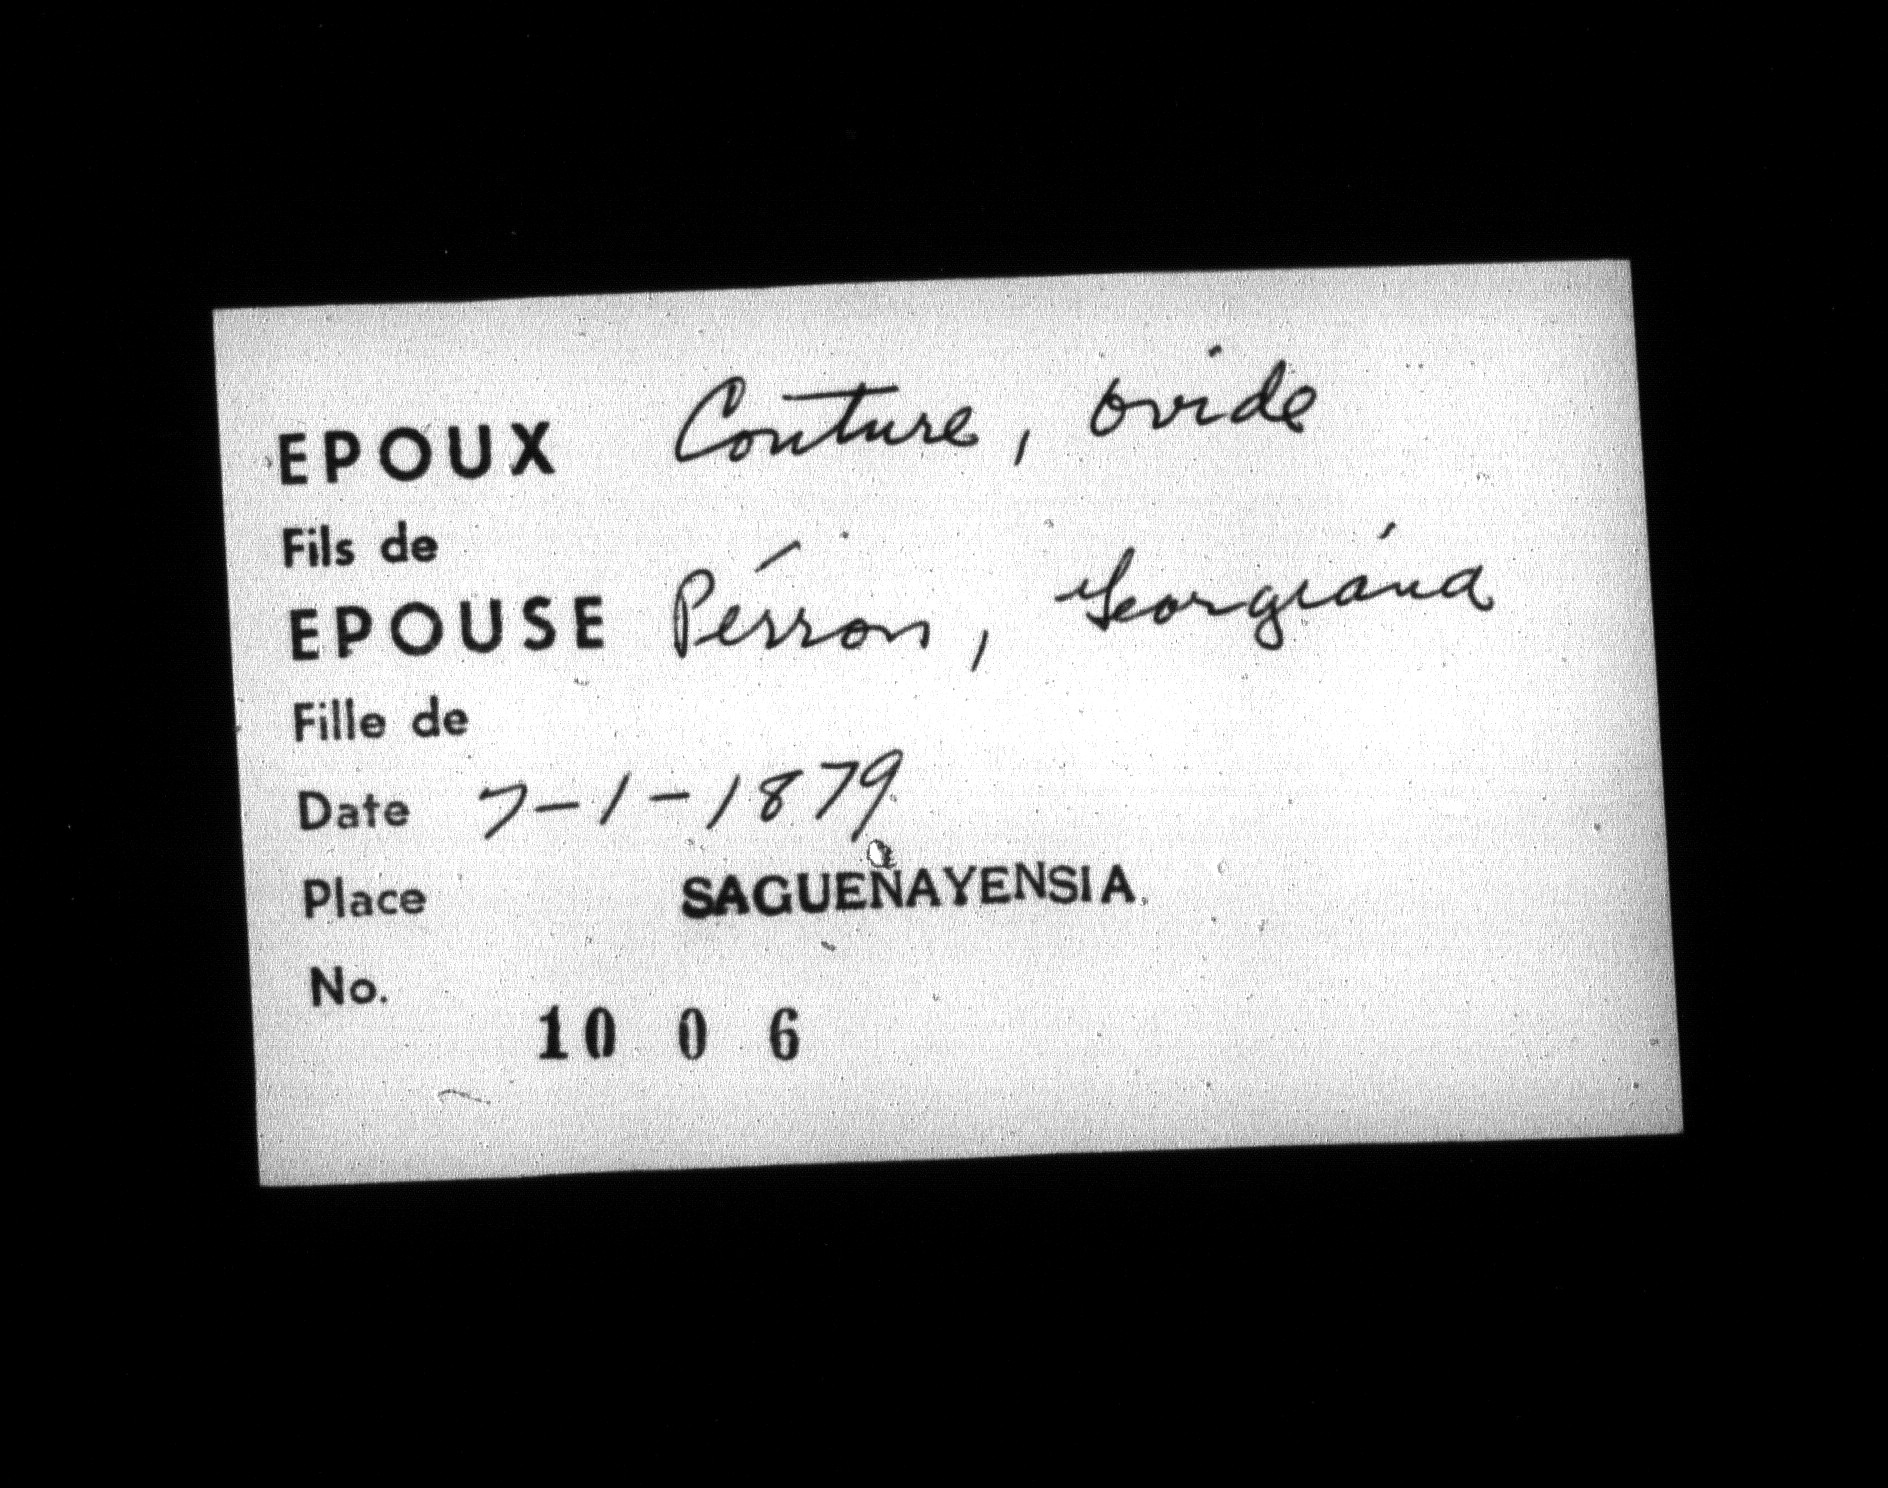 EPOUX Couture, Ovide
Fils de
EPOUSE Pérron, Georgiana
Fille de
Date 7-1-1879
Place SAGUENAYENSIA
No.
10 0 6